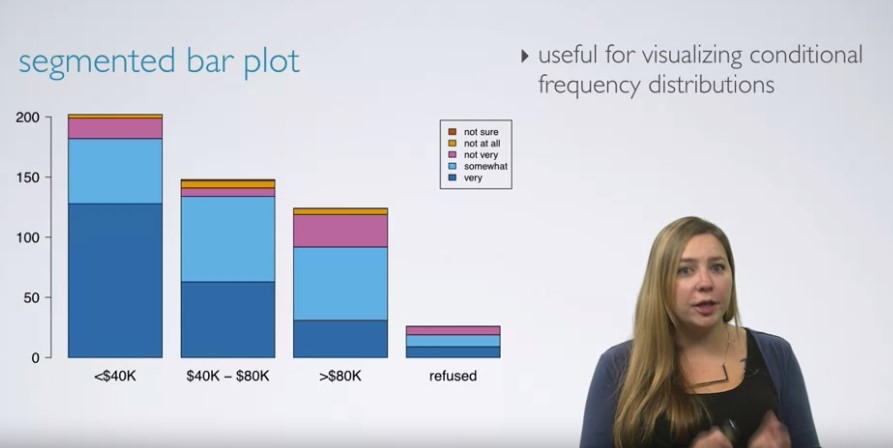 segmented bar plot
useful for visualizing conditional
frequency distributions
200
150
100
50
0
not sure
not at all
not very
somewhat
very
<$40K
$40K – $80K
>$80K
refused